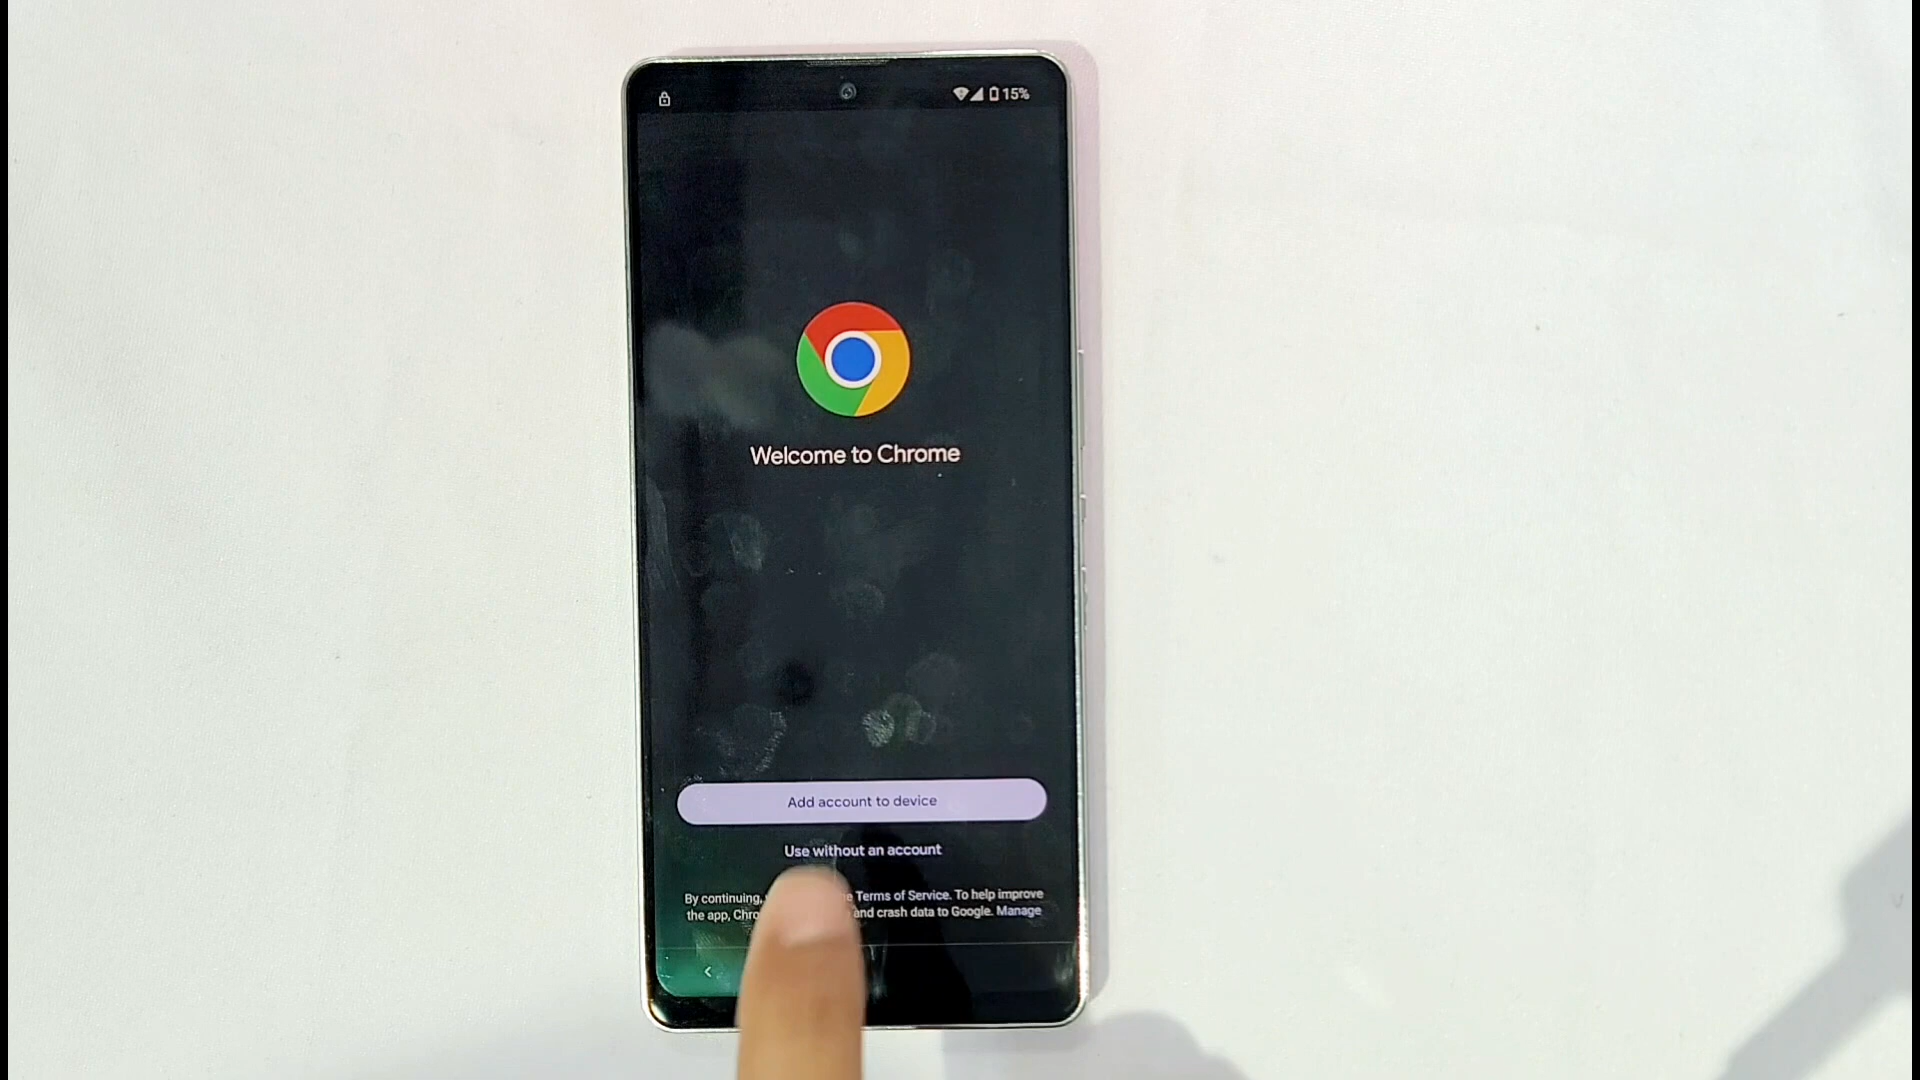 15%
Welcome to Chrome
Add account to device
Use without an account
By continuing, Terms of Service. To help improve
the app, and crash data to Google. Manage